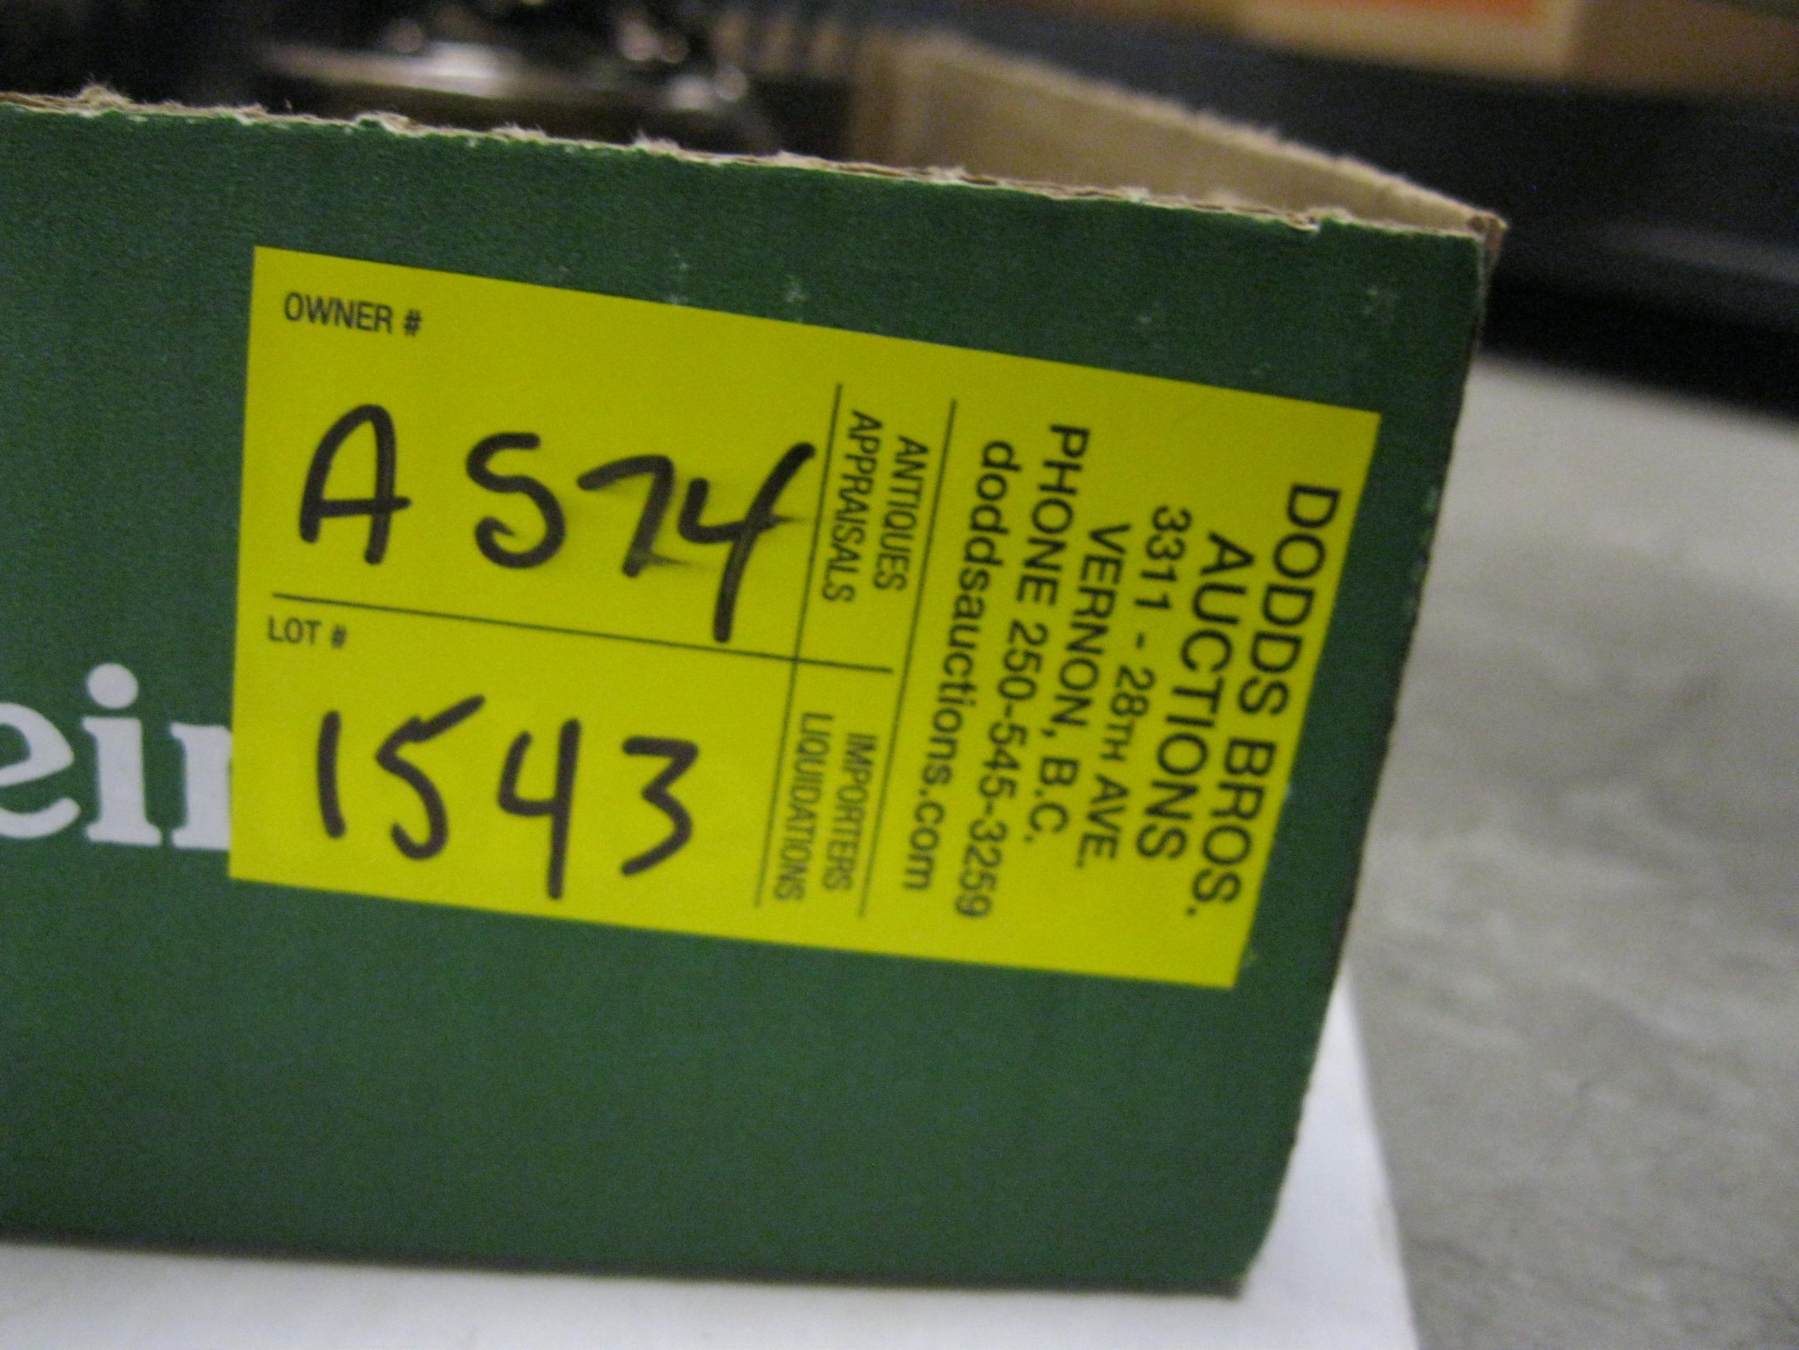 OWNER #
A 574
LOT #
1543
ANTIQUES
APPRAISALS
IMPORTERS
LIQUIDATIONS
DODDS BROS.
AUCTIONS
3311 - 28TH AVE.
VERNON, B.C.
PHONE 250-545-3259
doddsauctions.com